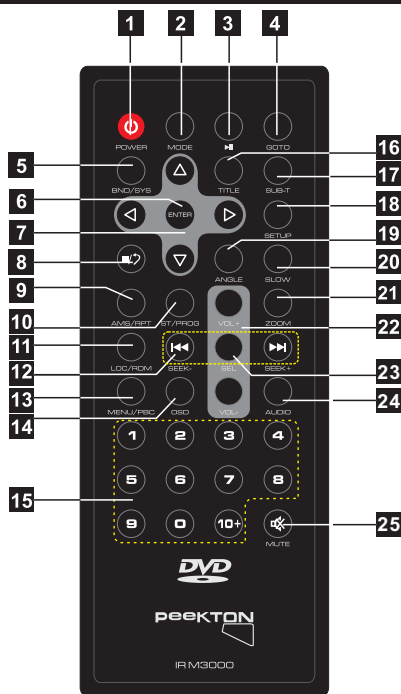 1 2 3 4
POWER MODE GOTO
16
5 BND/SYS TITLE SUB-T 17
6 ENTER 18
7 SETUP 19
8 ANGLE SLOW 20
9 21
AMS/RPT ST/PROG VOL+ ZOOM
10 22
11 LOC/RDM
12 SEEK- SEL SEEK+ 23
13 24
MENU/PBC OSD VOL- AUDIO
14
1 2 3 4
15 5 6 7 8
9 0 10+ 25
MUTE
DVD
PEEKTON
IR M3000